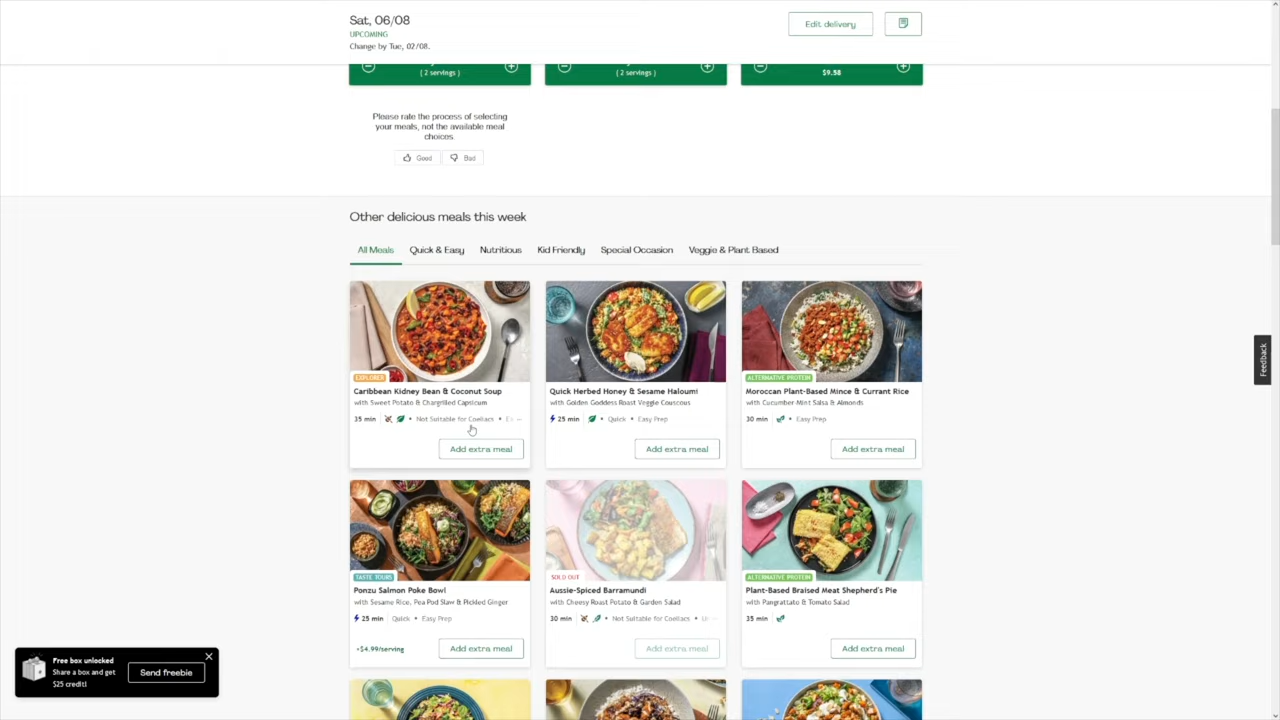 Sat, 06/08
UPCOMING
Change by Tue, 02/08.
Edit delivery
( 2 servings )
( 2 servings )
$9.58
Please rate the process of selecting
your meals, not the available meal
choices.
Good
Bad
Other delicious meals this week
All Meals
Quick & Easy
Nutritious
Kid Friendly
Special Occasion
Veggie & Plant Based
EXPLORER
Caribbean Kidney Bean & Coconut Soup
with Sweet Potato & Chargrilled Capsicum
35 min • Not Suitable for Coeliacs •
Add extra meal
Quick Herbed Honey & Sesame Haloumi
with Golden Goddess Roast Veggie Couscous
25 min • Quick • Easy Prep
Add extra meal
ALTERNATIVE PROTEIN
Moroccan Plant-Based Mince & Currant Rice
with Cucumber Mint Salsa & Almonds
30 min • Easy Prep
Add extra meal
TASTE TOURS
Ponzu Salmon Poke Bowl
with Sesame Rice, Pea Pod Slaw & Pickled Ginger
25 min Quick • Easy Prep
+$4.99/serving
Add extra meal
SOLD OUT
Aussie-Spiced Barramundi
with Cheesy Roast Potato & Garden Salad
30 min • Not Suitable for Coeliacs •
Add extra meal
ALTERNATIVE PROTEIN
Plant-Based Braised Meat Shepherd's Pie
with Pangrattato & Tomato Salad
35 min
Add extra meal
Feedback
Free box unlocked
Share a box and get
$25 credit!
Send freebie